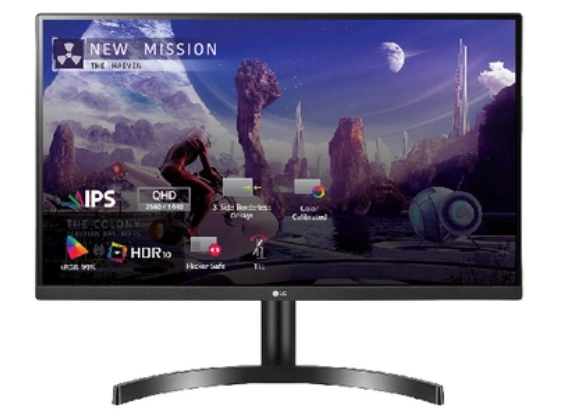 NEW MISSION
THE HAEVEN
IPS
QHD
2560 x 1440
3-Side Borderless
Design
Color
Calibrated
THE COLONY
sRGB 99%
HDR10
Flicker Safe
Tilt
LG